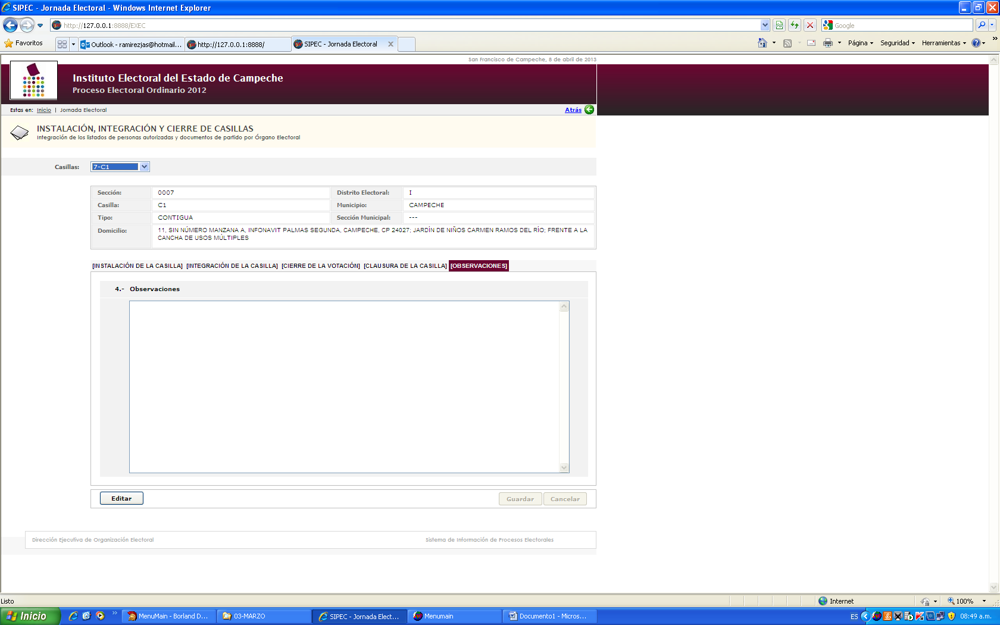 SIPEC - Jornada Electoral - Windows Internet Explorer
http://127.0.0.1:8888/EXEC
Google
Favoritos
Outlook - ramirezjas@hotmail...
http://127.0.0.1:8888/
SIPEC - Jornada Electoral
Página
Seguridad
Herramientas
San Francisco de Campeche, 8 de abril de 2013
Instituto Electoral del Estado de Campeche
Proceso Electoral Ordinario 2012
Estas en: Inicio | Jornada Electoral
Atrás
INSTALACIÓN, INTEGRACIÓN Y CIERRE DE CASILLAS
Integración de los listados de personas autorizadas y documentos de partido por Órgano Electoral
Casillas: 7-C1
Sección: 0007 Distrito Electoral: I
Casilla: C1 Municipio: CAMPECHE
Tipo: CONTIGUA Sección Municipal: ---
Domicilio: 11, SIN NÚMERO MANZANA A, INFONAVIT PALMAS SEGUNDA, CAMPECHE, CP 24027; JARDÍN DE NIÑOS CARMEN RAMOS DEL RÍO; FRENTE A LA
CANCHA DE USOS MÚLTIPLES
[INSTALACIÓN DE LA CASILLA] [INTEGRACIÓN DE LA CASILLA] [CIERRE DE LA VOTACIÓN] [CLAUSURA DE LA CASILLA] [OBSERVACIONES]
4.- Observaciones
Editar
Guardar Cancelar
Dirección Ejecutiva de Organización Electoral
Sistema de Información de Procesos Electorales
Listo
Internet
100%
Inicio
MenuMain - Borland D...
03-MARZO
SIPEC - Jornada Elect...
Menumain
Documento1 - Micros...
ES
08:49 a.m.